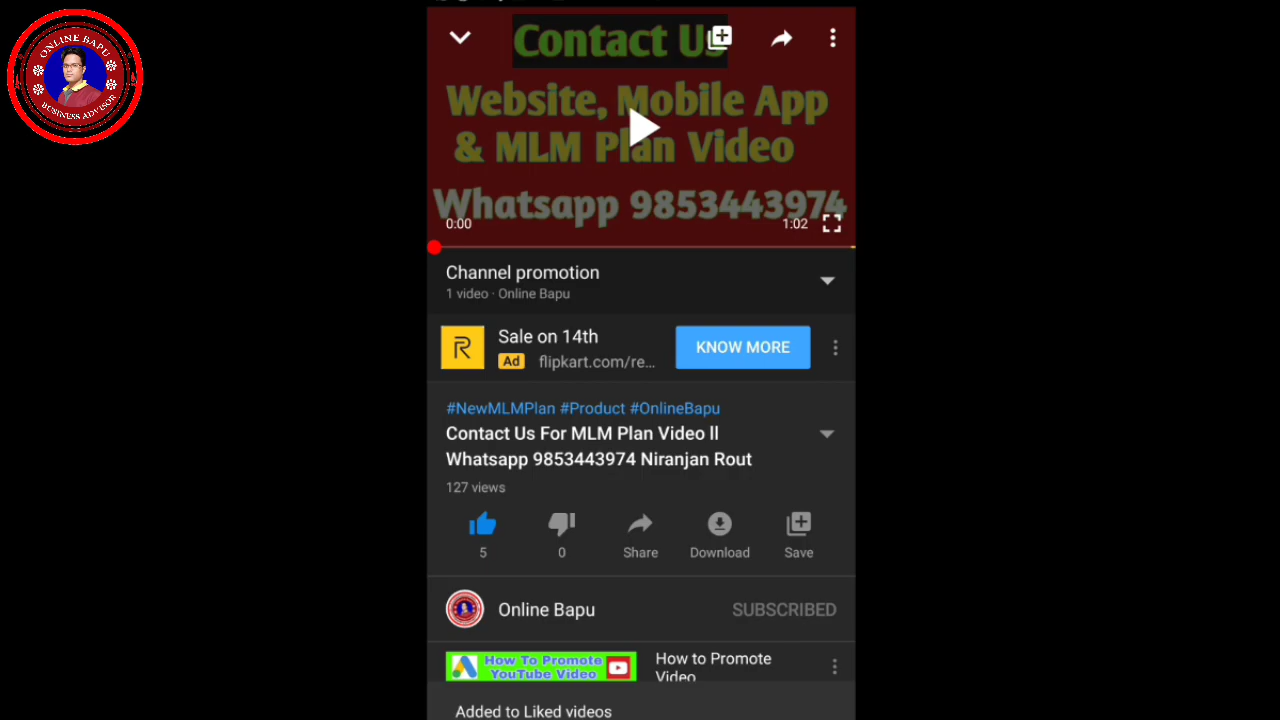 ONLINE BAPU
BUSINESS ADVISOR
Contact Us
Website, Mobile App
& MLM Plan Video
Whatsapp 9853443974
0:00
1:02
Channel promotion
1 video · Online Bapu
Sale on 14th
Ad flipkart.com/re...
KNOW MORE
#NewMLMPlan #Product #OnlineBapu
Contact Us For MLM Plan Video ll
Whatsapp 9853443974 Niranjan Rout
127 views
5
0
Share
Download
Save
Online Bapu
SUBSCRIBED
How To Promote
YouTube Video
How to Promote
Video
Added to Liked videos